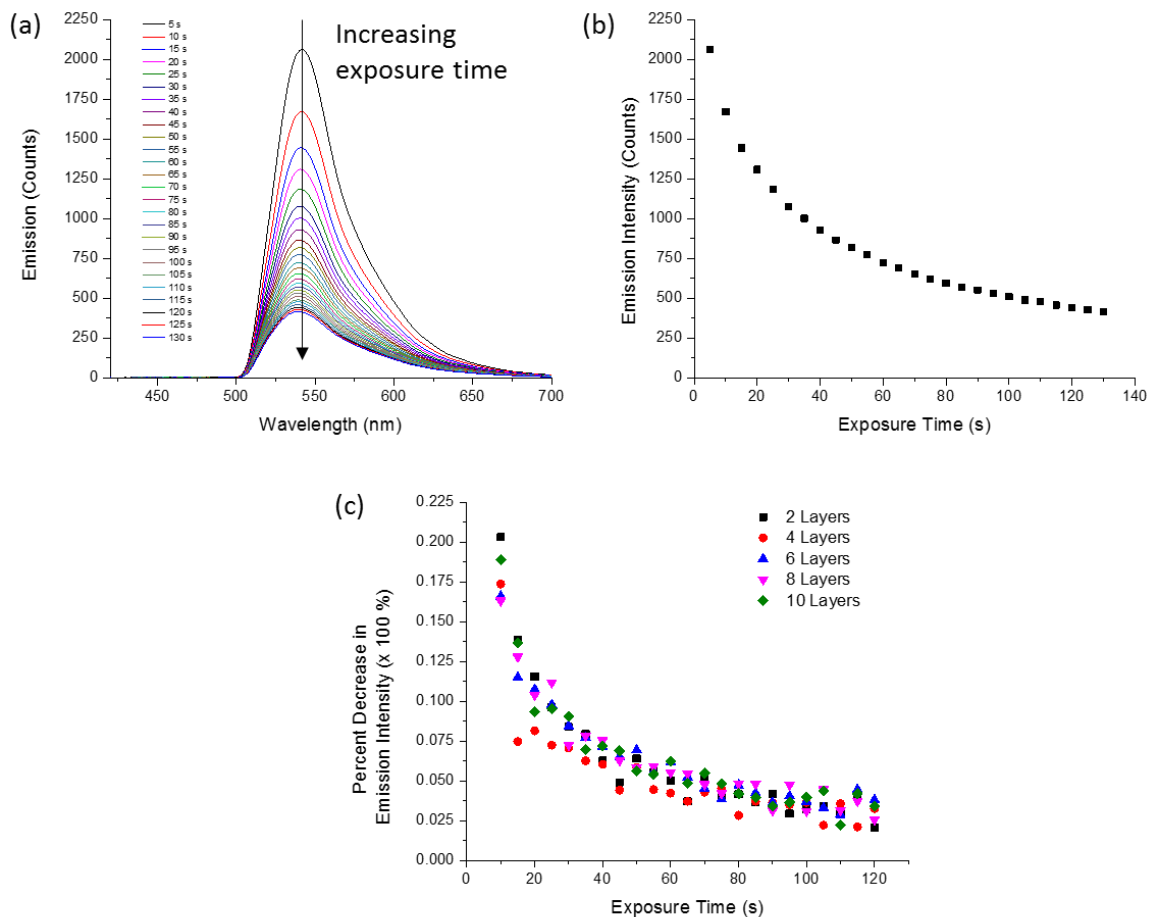 (a)
Emission (Counts)
2250
2000
1750
1500
1250
1000
750
500
250
0
5 s
10 s
15 s
20 s
25 s
30 s
35 s
40 s
45 s
50 s
55 s
60 s
65 s
70 s
75 s
80 s
85 s
90 s
95 s
100 s
105 s
110 s
115 s
120 s
125 s
130 s
Increasing
exposure time
450 500 550 600 650 700
Wavelength (nm)
(b)
Emission Intensity (Counts)
2250
2000
1750
1500
1250
1000
750
500
250
0
0 20 40 60 80 100 120 140
Exposure Time (s)
(c)
Percent Decrease in
Emission Intensity (x 100 %)
0.225
0.200
0.175
0.150
0.125
0.100
0.075
0.050
0.025
0.000
2 Layers
4 Layers
6 Layers
8 Layers
10 Layers
0 20 40 60 80 100 120
Exposure Time (s)